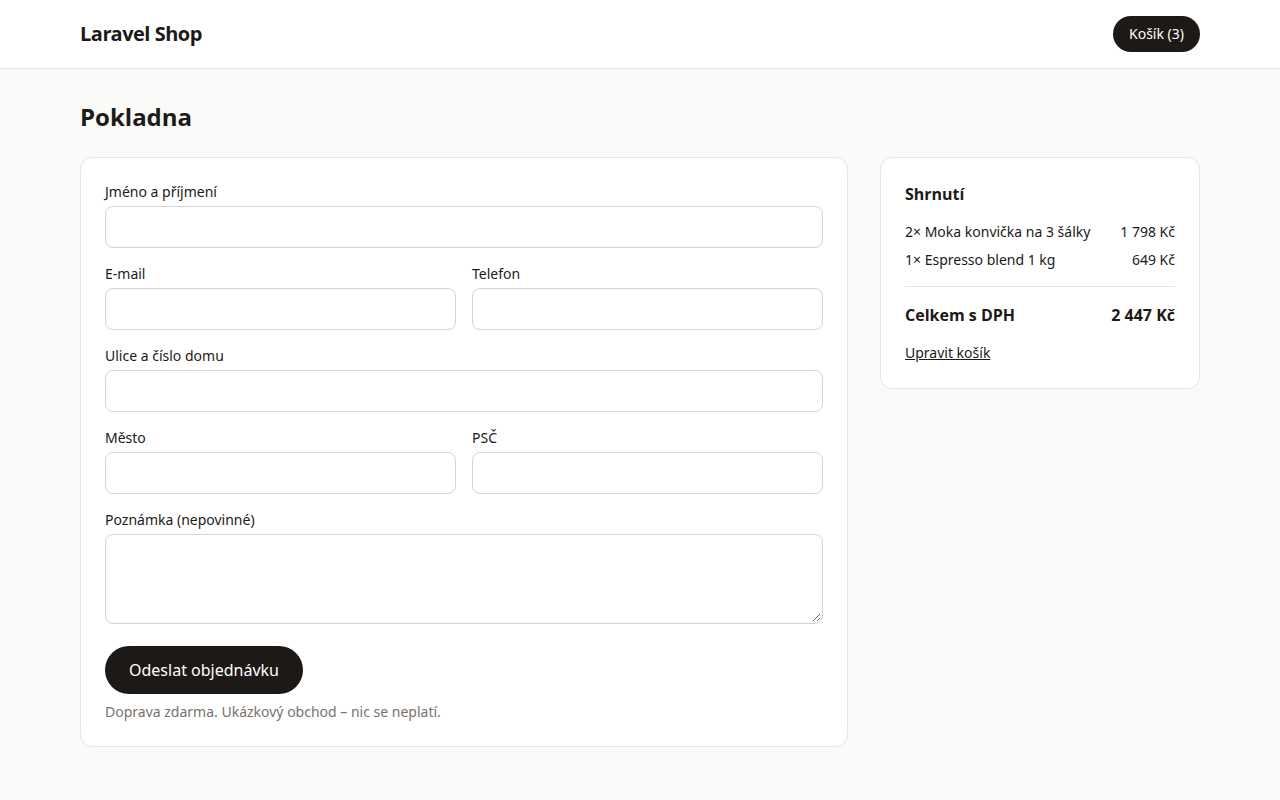 Laravel Shop
Košík (3)
Pokladna
Jméno a příjmení
E-mail
Telefon
Ulice a číslo domu
Město
PSČ
Poznámka (nepovinné)
Odeslat objednávku
Doprava zdarma. Ukázkový obchod – nic se neplatí.
Shrnutí
2× Moka konvička na 3 šálky 1 798 Kč
1× Espresso blend 1 kg 649 Kč
Celkem s DPH 2 447 Kč
Upravit košík